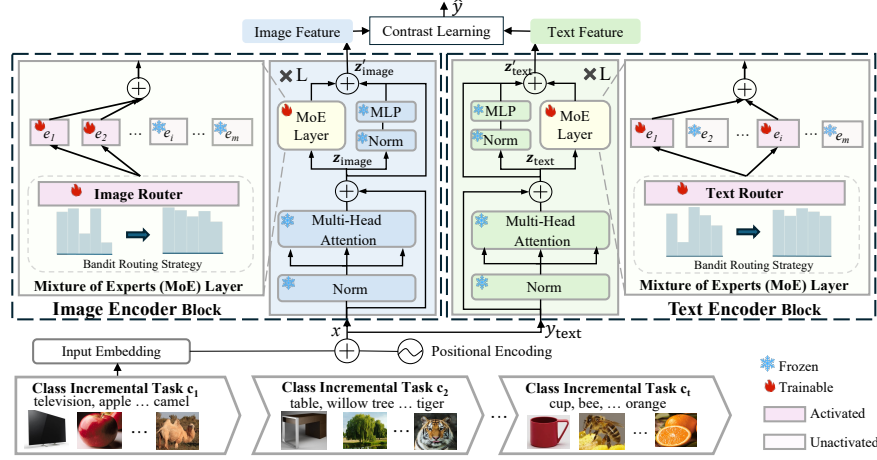 ŷ
Image Feature
Contrast Learning
Text Feature
z′image
z′text
× L
× L
e1
e2
...
ei
...
em
MoE
Layer
MLP
Norm
zimage
Image Router
Bandit Routing Strategy
Mixture of Experts (MoE) Layer
Image Encoder Block
Multi-Head
Attention
Norm
MLP
Norm
MoE
Layer
ztext
Multi-Head
Attention
Norm
e1
e2
...
ei
...
em
Text Router
Bandit Routing Strategy
Mixture of Experts (MoE) Layer
Text Encoder Block
x
ytext
Input Embedding
Positional Encoding
Class Incremental Task c1
television, apple ... camel
...
Class Incremental Task c2
table, willow tree ... tiger
...
...
Class Incremental Task ct
cup, bee, ... orange
...
Frozen
Trainable
Activated
Unactivated